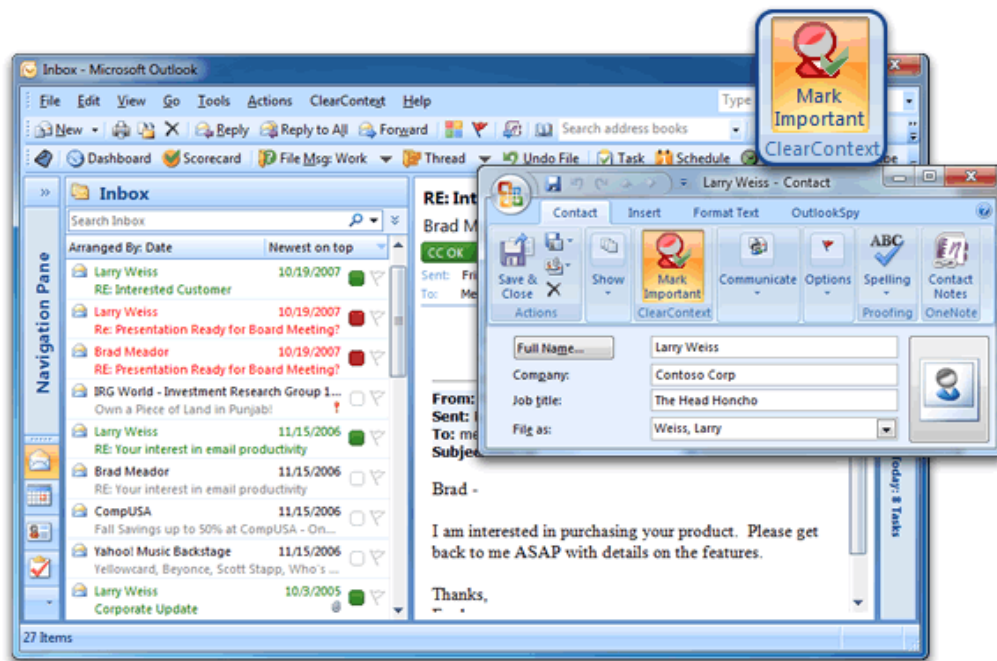 Inbox - Microsoft Outlook
Mark
Important
ClearContext
File Edit View Go Tools Actions ClearContext Help
Type
New Reply Reply to All Forward Search address books
Dashboard Scorecard File Msg: Work Thread Undo File Task Schedule
Navigation Pane
Inbox
Search Inbox
Arranged By: Date Newest on top
Larry Weiss 10/19/2007
RE: Interested Customer
Larry Weiss 10/19/2007
Re: Presentation Ready for Board Meeting?
Brad Meador 10/19/2007
RE: Presentation Ready for Board Meeting?
IRG World - Investment Research Group 1...
Own a Piece of Land in Punjab!
Larry Weiss 11/15/2006
RE: Your interest in email productivity
Brad Meador 11/15/2006
RE: Your interest in email productivity
CompUSA 11/15/2006
Fall Savings up to 50% at CompUSA - On...
Yahoo! Music Backstage 11/15/2006
Yellowcard, Beyonce, Scott Stapp, Who's ...
Larry Weiss 10/3/2005
Corporate Update
27 Items
RE: Int
Brad M
CC OK
Sent: Fri
To: Me
From:
Sent:
To: me
Subje
Brad -
I am interested in purchasing your product. Please get
back to me ASAP with details on the features.
Thanks,
Larry Weiss - Contact
Contact Insert Format Text OutlookSpy
Save &
Close
Actions
Show
Mark
Important
ClearContext
Communicate
Options
ABC
Spelling
Proofing
Contact
Notes
OneNote
Full Name... Larry Weiss
Company: Contoso Corp
Job title: The Head Honcho
File as: Weiss, Larry
Today: 8 Tasks